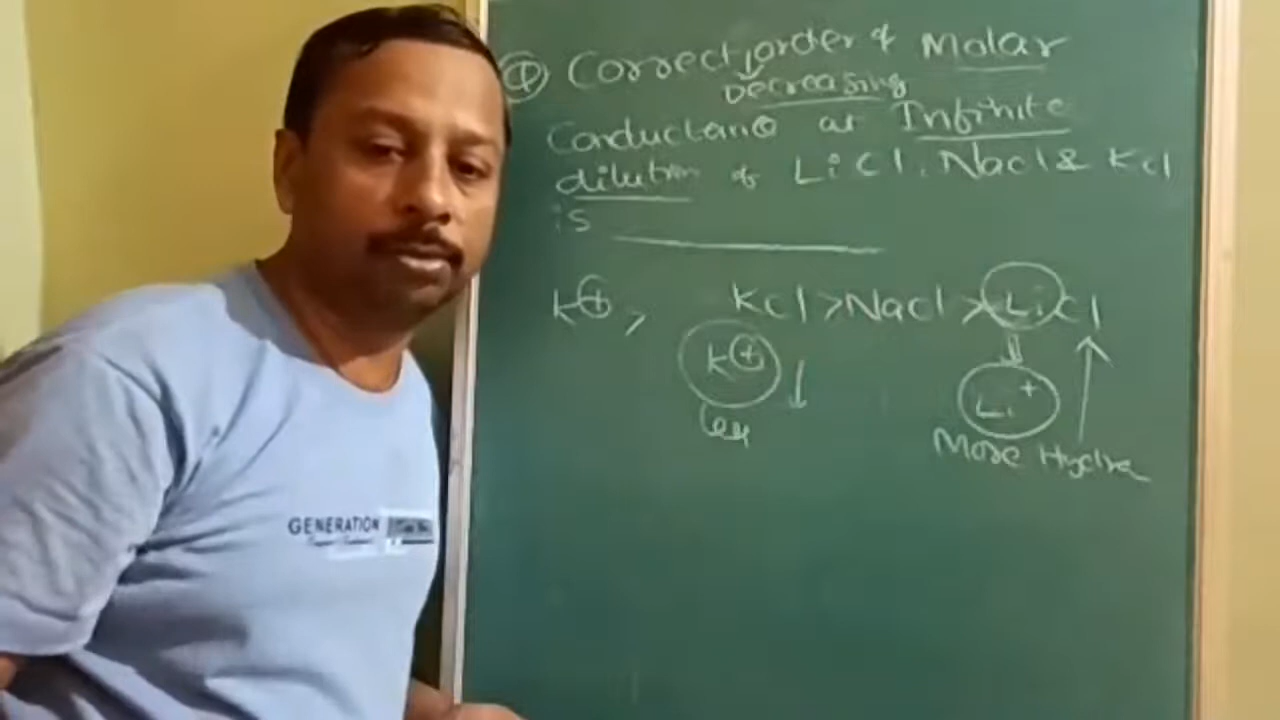 ① Correct order of Molar
Decreasing
Conductance at Infinite
dilution of LiCl, NaCl & KCl
is
K⊕ > KCl > NaCl > LiCl
K⊕ ↓ Li⁺ ↑
Less More Hydra
GENERATION